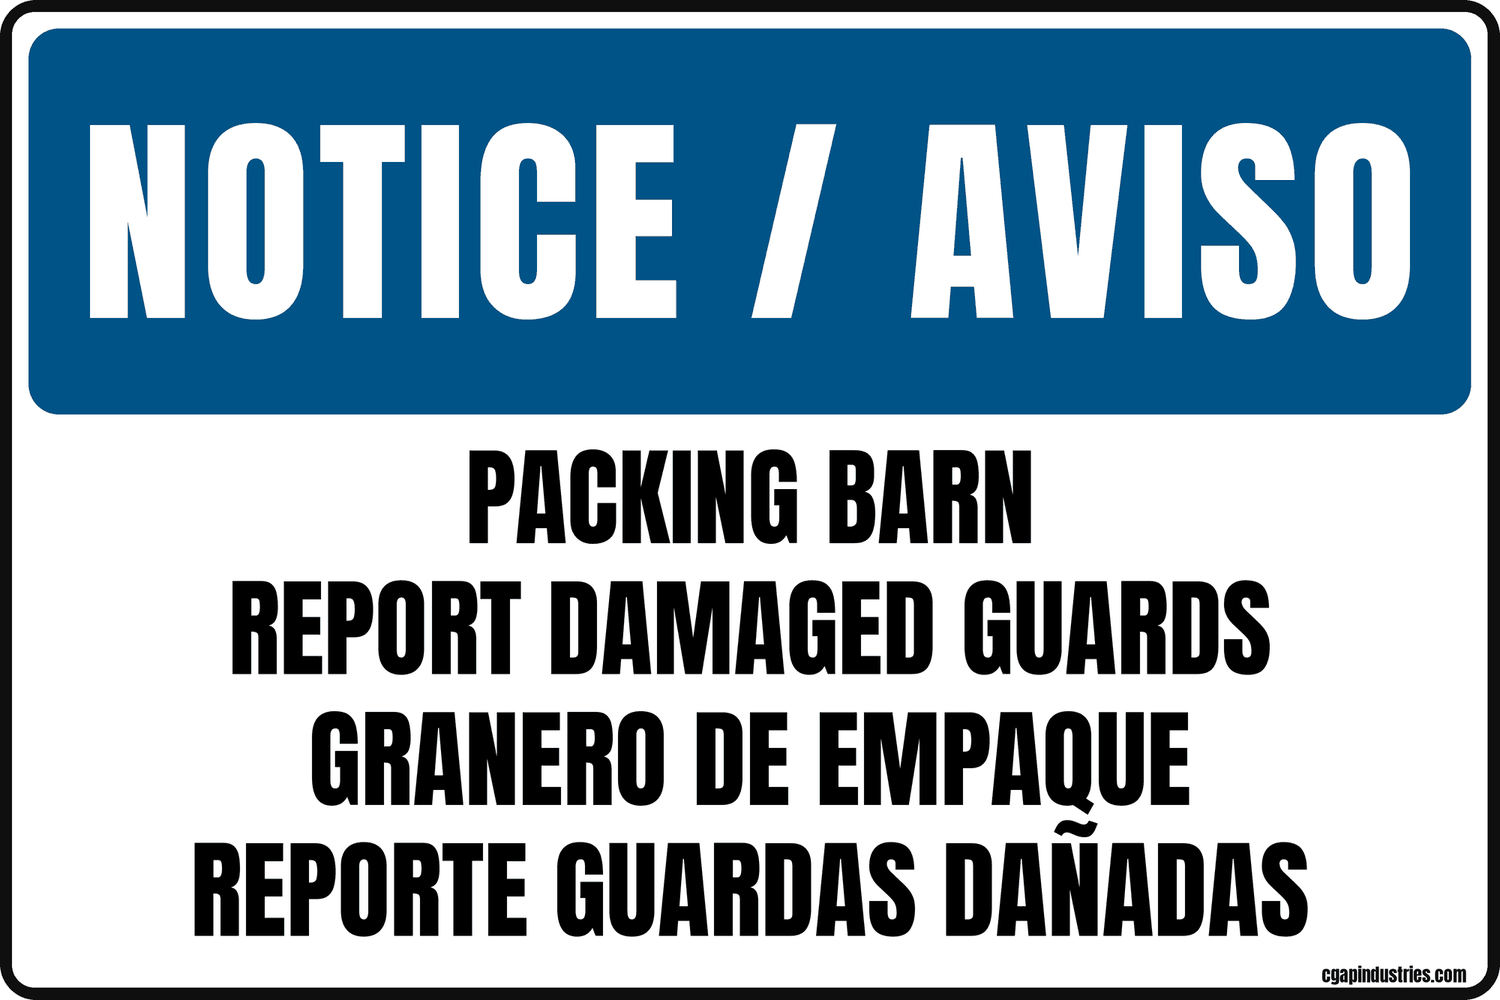 NOTICE / AVISO
PACKING BARN
REPORT DAMAGED GUARDS
GRANERO DE EMPAQUE
REPORTE GUARDAS DAÑADAS
cgapindustries.com